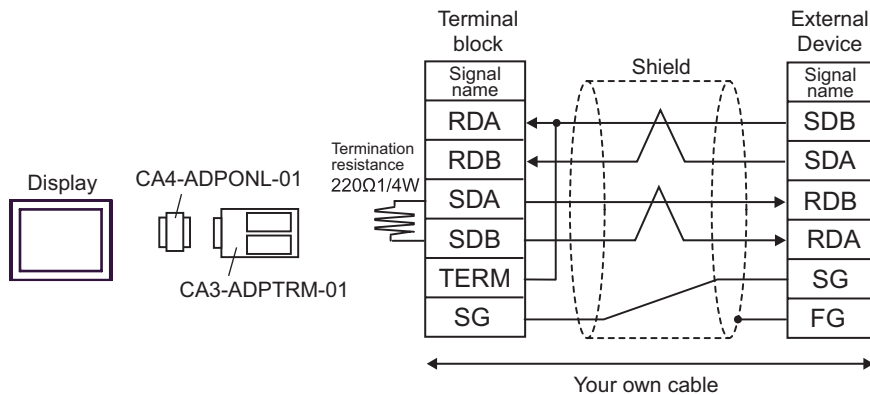 Terminal
block
External
Device
Signal
name
Shield
Signal
name
RDA
SDB
Termination
resistance
220Ω1/4W
RDB
SDA
Display
CA4-ADPONL-01
SDA
RDB
SDB
RDA
CA3-ADPTRM-01
TERM
SG
SG
FG
Your own cable